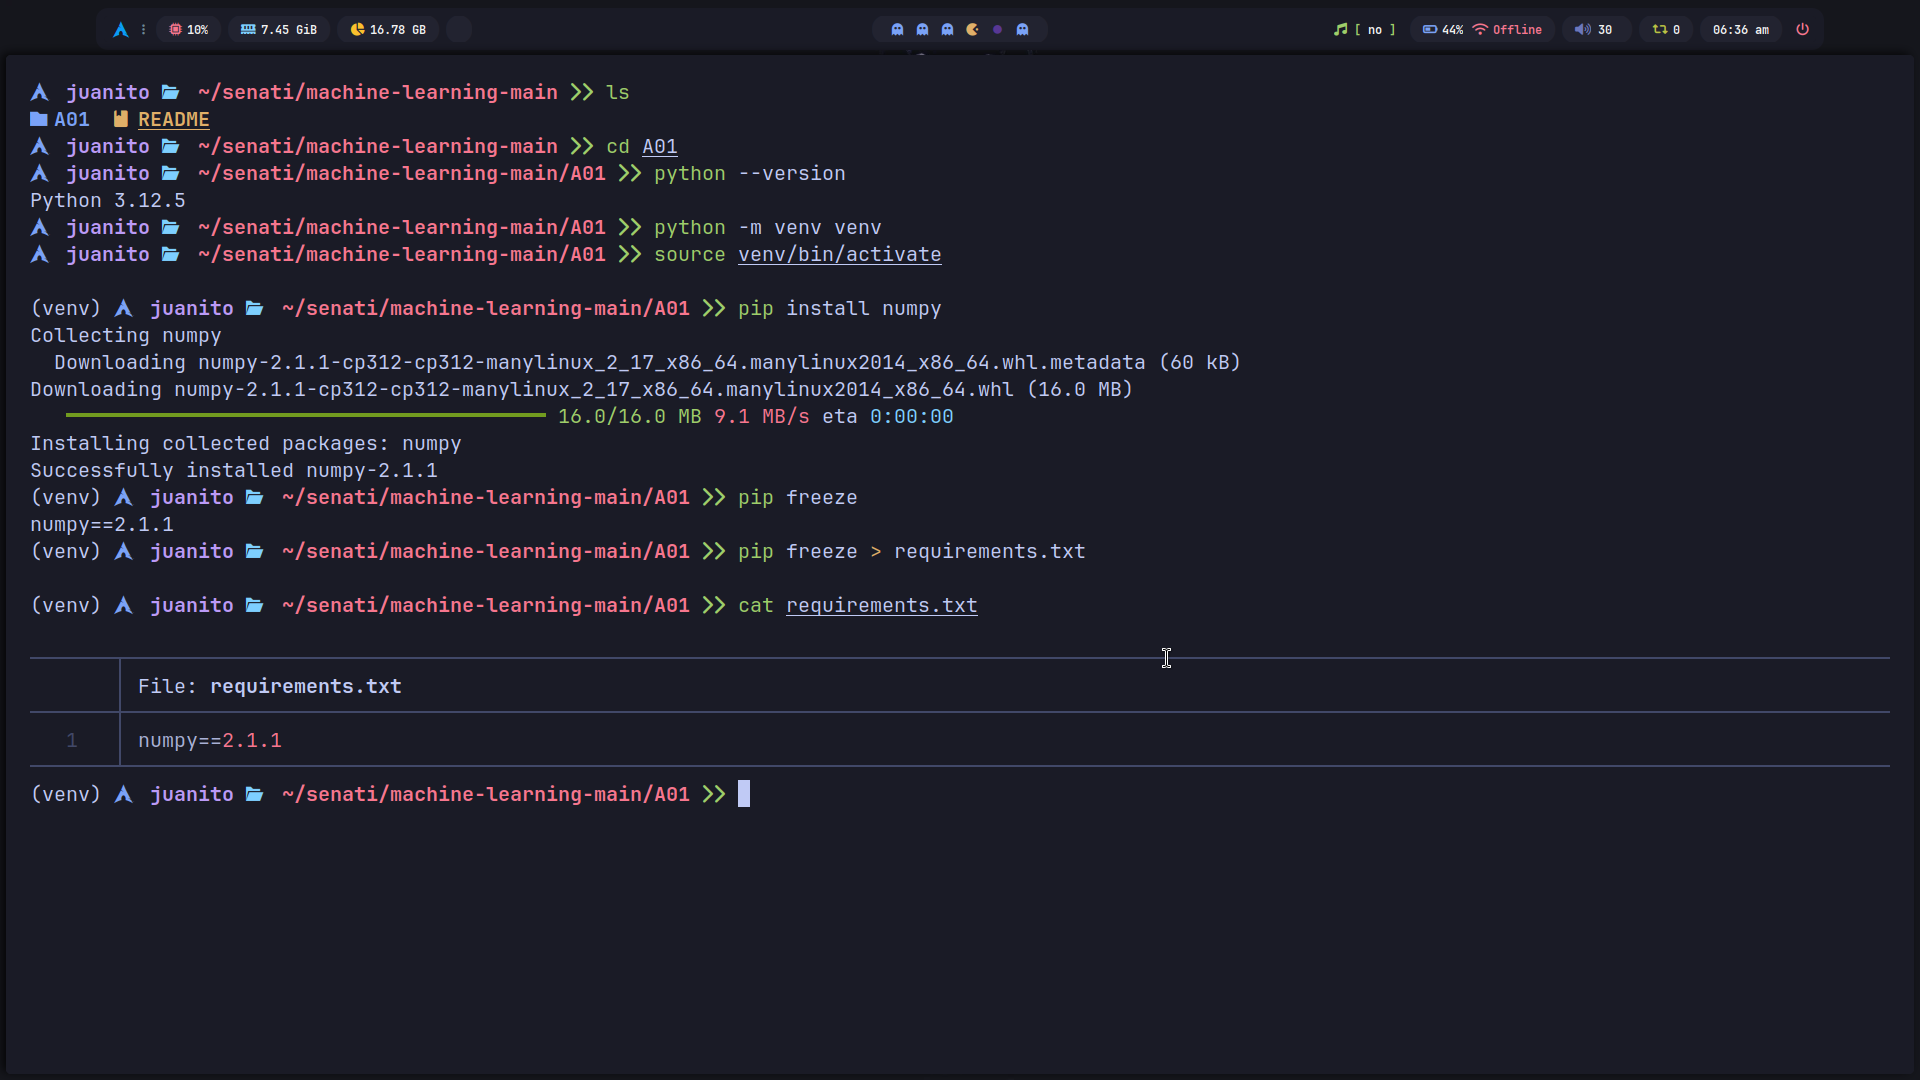 10% 7.45 GiB 16.78 GB [ no ] 44% Offline 30 0 06:36 am
juanito ~/senati/machine-learning-main >> ls
A01 README
juanito ~/senati/machine-learning-main >> cd A01
juanito ~/senati/machine-learning-main/A01 >> python --version
Python 3.12.5
juanito ~/senati/machine-learning-main/A01 >> python -m venv venv
juanito ~/senati/machine-learning-main/A01 >> source venv/bin/activate
(venv) juanito ~/senati/machine-learning-main/A01 >> pip install numpy
Collecting numpy
Downloading numpy-2.1.1-cp312-cp312-manylinux_2_17_x86_64.manylinux2014_x86_64.whl.metadata (60 kB)
Downloading numpy-2.1.1-cp312-cp312-manylinux_2_17_x86_64.manylinux2014_x86_64.whl (16.0 MB)
16.0/16.0 MB 9.1 MB/s eta 0:00:00
Installing collected packages: numpy
Successfully installed numpy-2.1.1
(venv) juanito ~/senati/machine-learning-main/A01 >> pip freeze
numpy==2.1.1
(venv) juanito ~/senati/machine-learning-main/A01 >> pip freeze > requirements.txt
(venv) juanito ~/senati/machine-learning-main/A01 >> cat requirements.txt
File: requirements.txt
1 numpy==2.1.1
(venv) juanito ~/senati/machine-learning-main/A01 >>